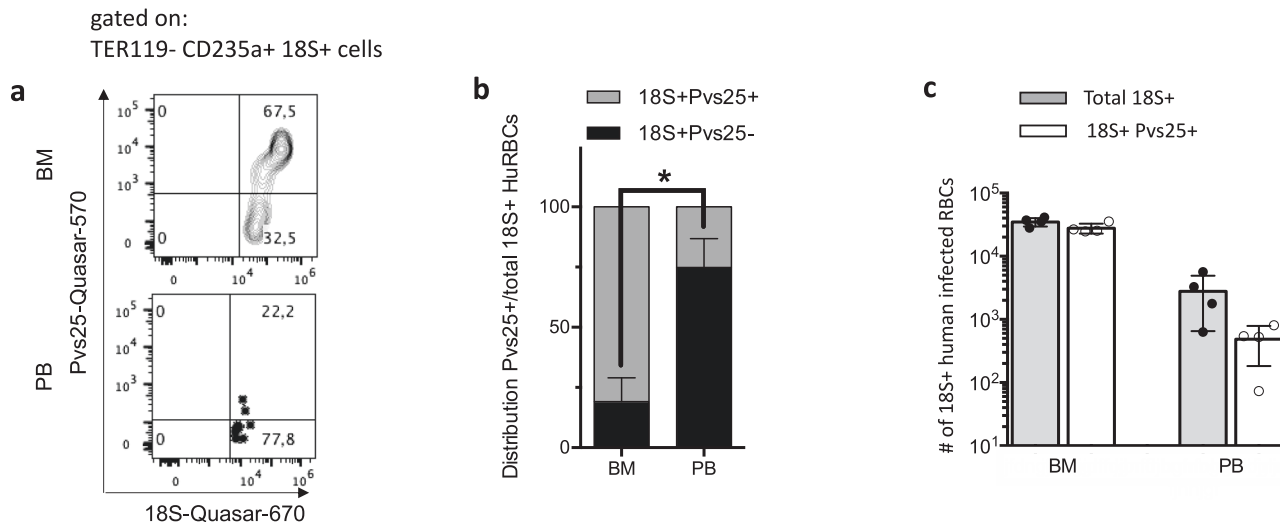 gated on:
TER119- CD235a+ 18S+ cells
a
BM
PB
Pvs25-Quasar-570
10^5
10^4
10^3
0
0
67,5
0
32,5
0
10^4
10^6
10^5
10^4
10^3
0
0
22,2
0
77,8
0
10^4
10^6
18S-Quasar-670
b
18S+Pvs25+
18S+Pvs25-
Distribution Pvs25+/total 18S+ HuRBCs
*
100
50
0
BM
PB
c
Total 18S+
18S+ Pvs25+
# of 18S+ human infected RBCs
10^5
10^4
10^3
10^2
10^1
BM
PB